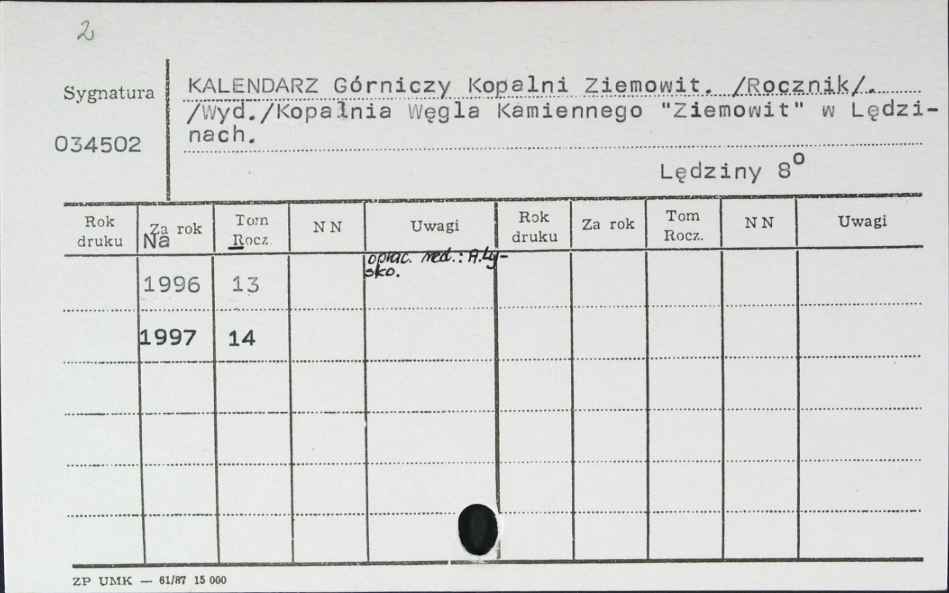 2
Sygnatura
034502
KALENDARZ Górniczy Kopalni Ziemowit. /Rocznik/.
/Wyd./Kopalnia Węgla Kamiennego "Ziemowit" w Lędzi-
nach.
Lędziny 8º
Rok druku Za rok Na Tom Rocz. N N Uwagi Rok druku Za rok Tom Rocz. N N Uwagi
oprac. red.: A. Ły-
sko.
1996 13
1997 14
ZP UMK — 61/87 15 000